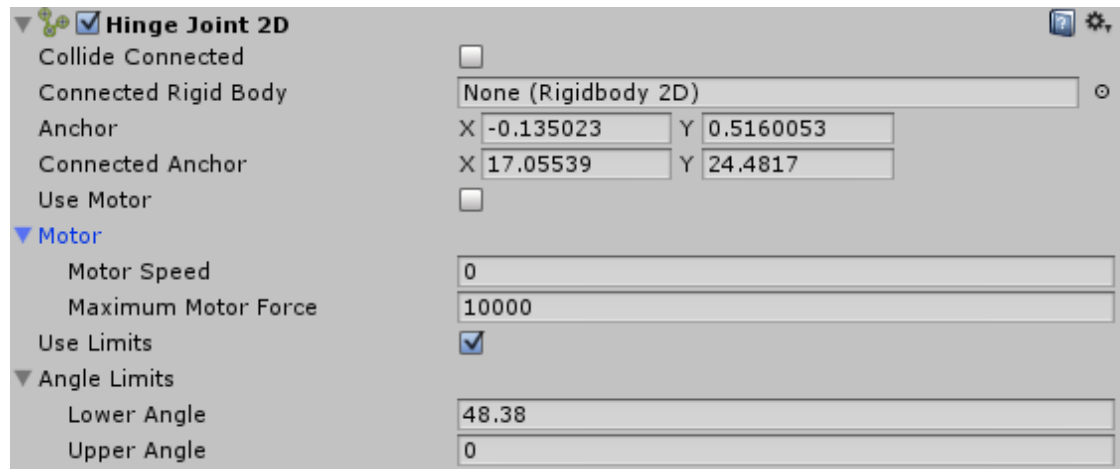 Hinge Joint 2D
Collide Connected
Connected Rigid Body None (Rigidbody 2D)
Anchor X -0.135023 Y 0.5160053
Connected Anchor X 17.05539 Y 24.4817
Use Motor
Motor
Motor Speed 0
Maximum Motor Force 10000
Use Limits
Angle Limits
Lower Angle 48.38
Upper Angle 0